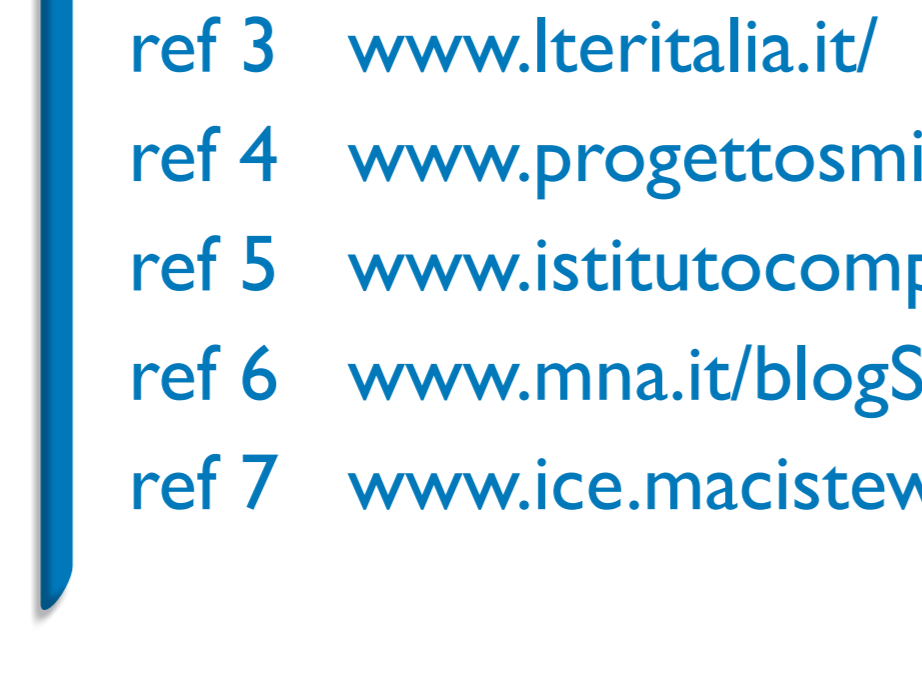 ref 3 www.lteritalia.it/
ref 4 www.progettosmi
ref 5 www.istitutocomp
ref 6 www.mna.it/blogS
ref 7 www.ice.macistew